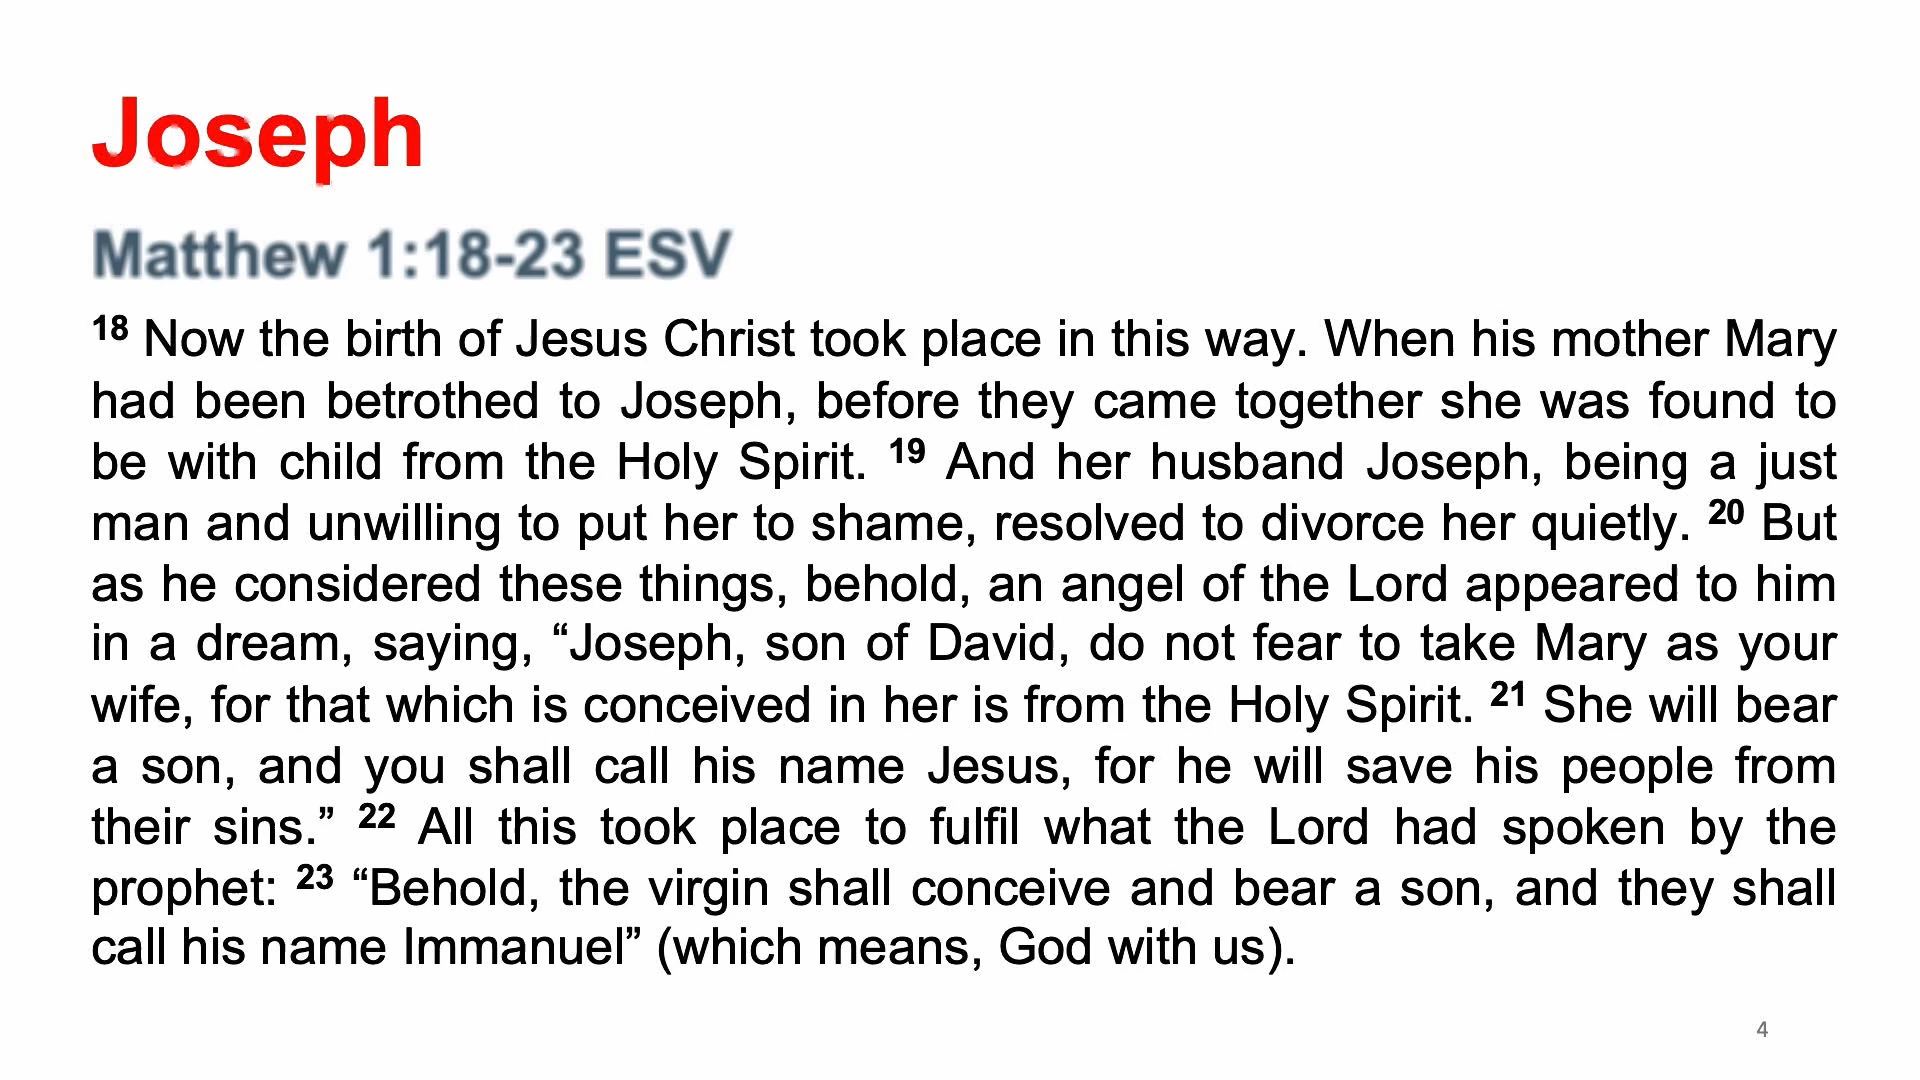 Joseph
Matthew 1:18-23 ESV
18 Now the birth of Jesus Christ took place in this way. When his mother Mary
had been betrothed to Joseph, before they came together she was found to
be with child from the Holy Spirit. 19 And her husband Joseph, being a just
man and unwilling to put her to shame, resolved to divorce her quietly. 20 But
as he considered these things, behold, an angel of the Lord appeared to him
in a dream, saying, “Joseph, son of David, do not fear to take Mary as your
wife, for that which is conceived in her is from the Holy Spirit. 21 She will bear
a son, and you shall call his name Jesus, for he will save his people from
their sins.” 22 All this took place to fulfil what the Lord had spoken by the
prophet: 23 “Behold, the virgin shall conceive and bear a son, and they shall
call his name Immanuel” (which means, God with us).
4